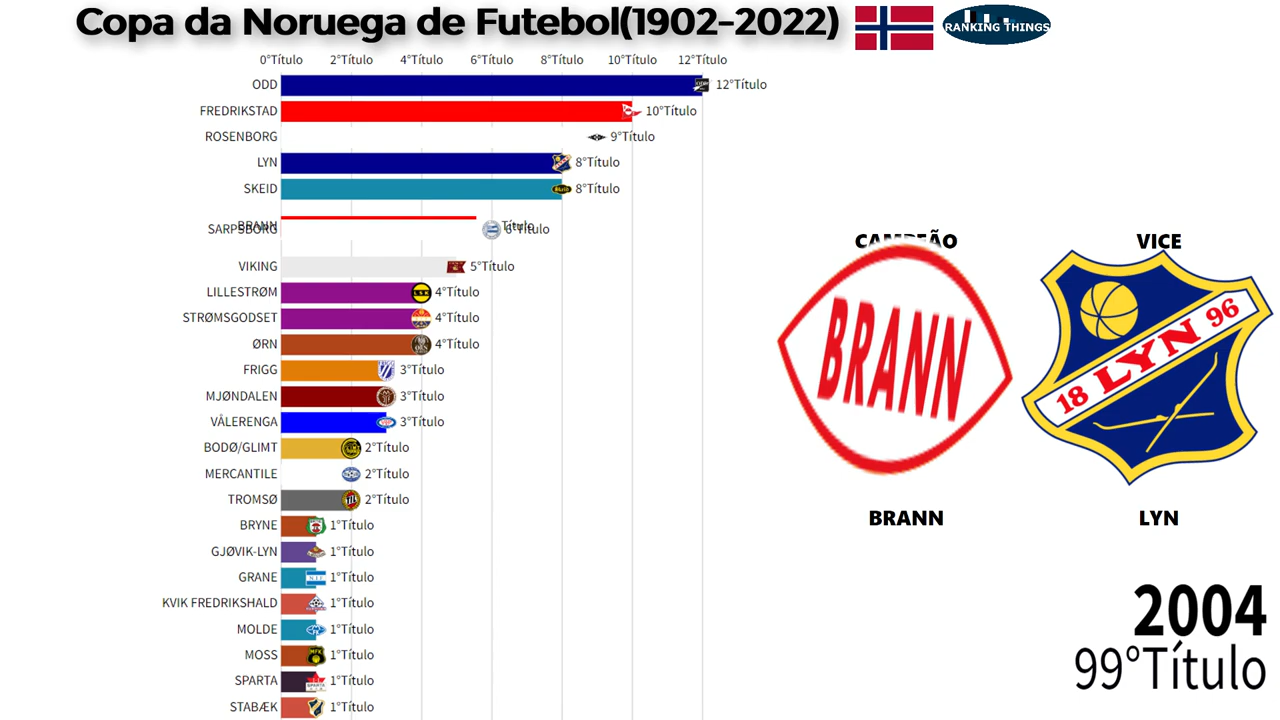 Copa da Noruega de Futebol(1902-2022)
RANKING THINGS
0°Título 2°Título 4°Título 6°Título 8°Título 10°Título 12°Título
ODD 12°Título
FREDRIKSTAD 10°Título
ROSENBORG 9°Título
LYN 8°Título
SKEID 8°Título
BRANN Título
SARPSBORG 6°Título
VIKING 5°Título
LILLESTRØM 4°Título
STRØMSGODSET 4°Título
ØRN 4°Título
FRIGG 3°Título
MJØNDALEN 3°Título
VÅLERENGA 3°Título
BODØ/GLIMT 2°Título
MERCANTILE 2°Título
TROMSØ 2°Título
BRYNE 1°Título
GJØVIK-LYN 1°Título
GRANE 1°Título
KVIK FREDRIKSHALD 1°Título
MOLDE 1°Título
MOSS 1°Título
SPARTA 1°Título
STABÆK 1°Título
CAMPEÃO VICE
BRANN
18 LYN 96
BRANN LYN
2004
99°Título